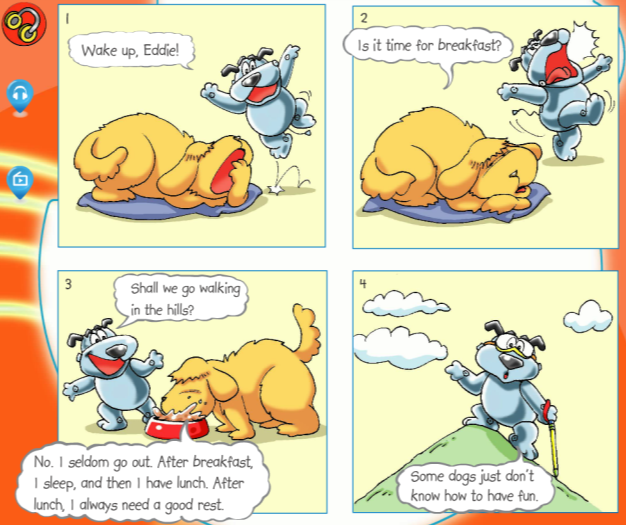 1
Wake up, Eddie!
2
Is it time for breakfast?
3
Shall we go walking
in the hills?
No. I seldom go out. After breakfast,
I sleep, and then I have lunch. After
lunch, I always need a good rest.
4
Some dogs just don't
know how to have fun.